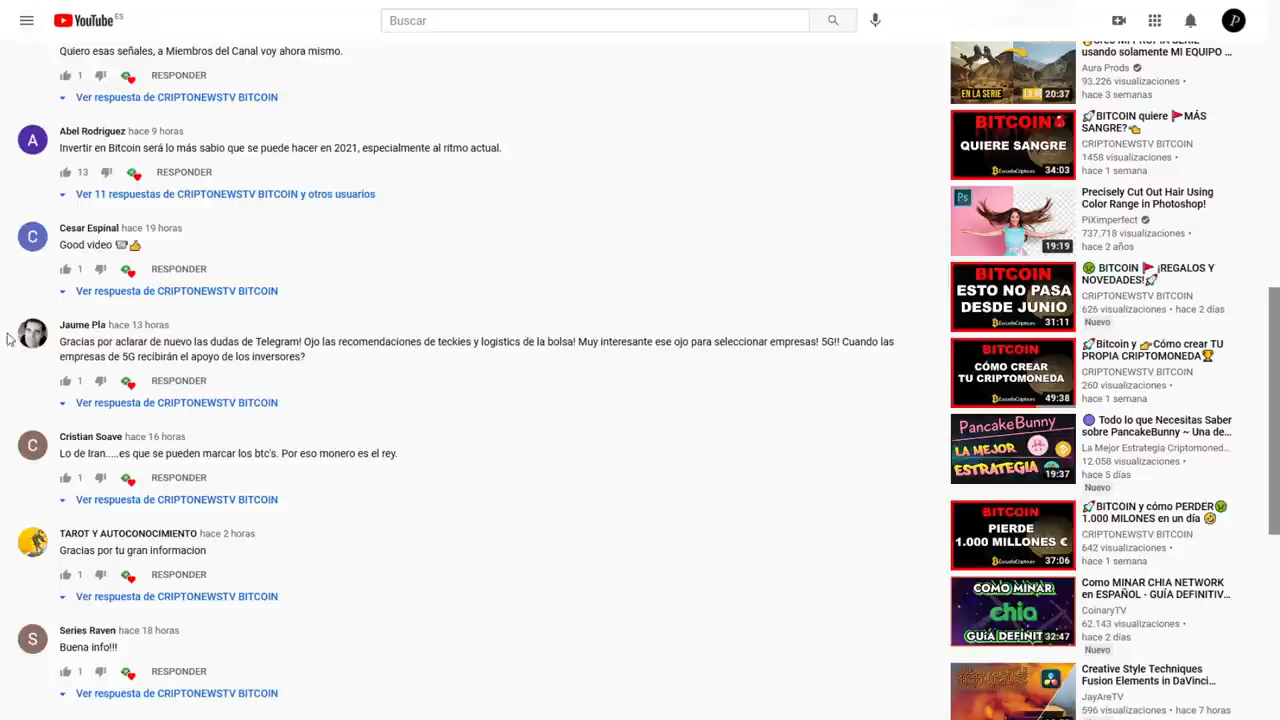 YouTube ES
Buscar
Quiero esas señales, a Miembros del Canal voy ahora mismo.
1 RESPONDER
Ver respuesta de CRIPTONEWSTV BITCOIN
A
Abel Rodriguez hace 9 horas
Invertir en Bitcoin será lo más sabio que se puede hacer en 2021, especialmente al ritmo actual.
13 RESPONDER
Ver 11 respuestas de CRIPTONEWSTV BITCOIN y otros usuarios
C
Cesar Espinal hace 19 horas
Good video
1 RESPONDER
Ver respuesta de CRIPTONEWSTV BITCOIN
Jaume Pla hace 13 horas
Gracias por aclarar de nuevo las dudas de Telegram! Ojo las recomendaciones de teckies y logistics de la bolsa! Muy interesante ese ojo para seleccionar empresas! 5G!! Cuando las
empresas de 5G recibirán el apoyo de los inversores?
1 RESPONDER
Ver respuesta de CRIPTONEWSTV BITCOIN
C
Cristian Soave hace 16 horas
Lo de Iran.....es que se pueden marcar los btc's. Por eso monero es el rey.
1 RESPONDER
Ver respuesta de CRIPTONEWSTV BITCOIN
TAROT Y AUTOCONOCIMIENTO hace 2 horas
Gracias por tu gran informacion
1 RESPONDER
Ver respuesta de CRIPTONEWSTV BITCOIN
S
Series Raven hace 18 horas
Buena info!!!
1 RESPONDER
Ver respuesta de CRIPTONEWSTV BITCOIN
EN LA SERIE
20:37
usando solamente MI EQUIPO ...
Aura Prods
93.226 visualizaciones •
hace 3 semanas
BITCOIN
QUIERE SANGRE
EscuelaCripto.es
34:03
🚀BITCOIN quiere 🚩MÁS
SANGRE?👈
CRIPTONEWSTV BITCOIN
1458 visualizaciones •
hace 1 semana
Ps
19:19
Precisely Cut Out Hair Using
Color Range in Photoshop!
PiXimperfect
737.718 visualizaciones •
hace 2 años
BITCOIN
ESTO NO PASA
DESDE JUNIO
EscuelaCripto.es
31:11
🤢 BITCOIN 🚩 ¡REGALOS Y
NOVEDADES!🚀
CRIPTONEWSTV BITCOIN
626 visualizaciones • hace 2 días
Nuevo
BITCOIN
CÓMO CREAR
TU CRIPTOMONEDA
EscuelaCripto.es
49:38
🚀Bitcoin y 👉Cómo crear TU
PROPIA CRIPTOMONEDA🏆
CRIPTONEWSTV BITCOIN
260 visualizaciones •
hace 1 semana
PancakeBunny
LA MEJOR
ESTRATEGIA
19:37
🟣 Todo lo que Necesitas Saber
sobre PancakeBunny ~ Una de...
La Mejor Estrategia Criptomoned...
12.058 visualizaciones •
hace 5 días
Nuevo
BITCOIN
PIERDE
1.000 MILLONES €
EscuelaCripto.es
37:06
🚀BITCOIN y cómo PERDER🤢
1.000 MILONES en un día 🤣
CRIPTONEWSTV BITCOIN
642 visualizaciones •
hace 1 semana
COMO MINAR
chia
GUÍA DEFINIT
32:47
Como MINAR CHIA NETWORK
en ESPAÑOL - GUÍA DEFINITIV...
CoinaryTV
62.143 visualizaciones •
hace 2 días
Nuevo
Creative Style Techniques
Fusion Elements in DaVinci...
JayAreTV
596 visualizaciones • hace 7 horas